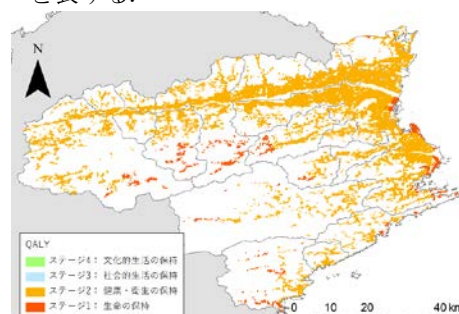 を表する.
N
QALY
ステージ4： 文化的生活の保持
ステージ3： 社会的生活の保持
ステージ2： 健康・衛生の保持
ステージ1： 生命の保持
0 10 20 40 km